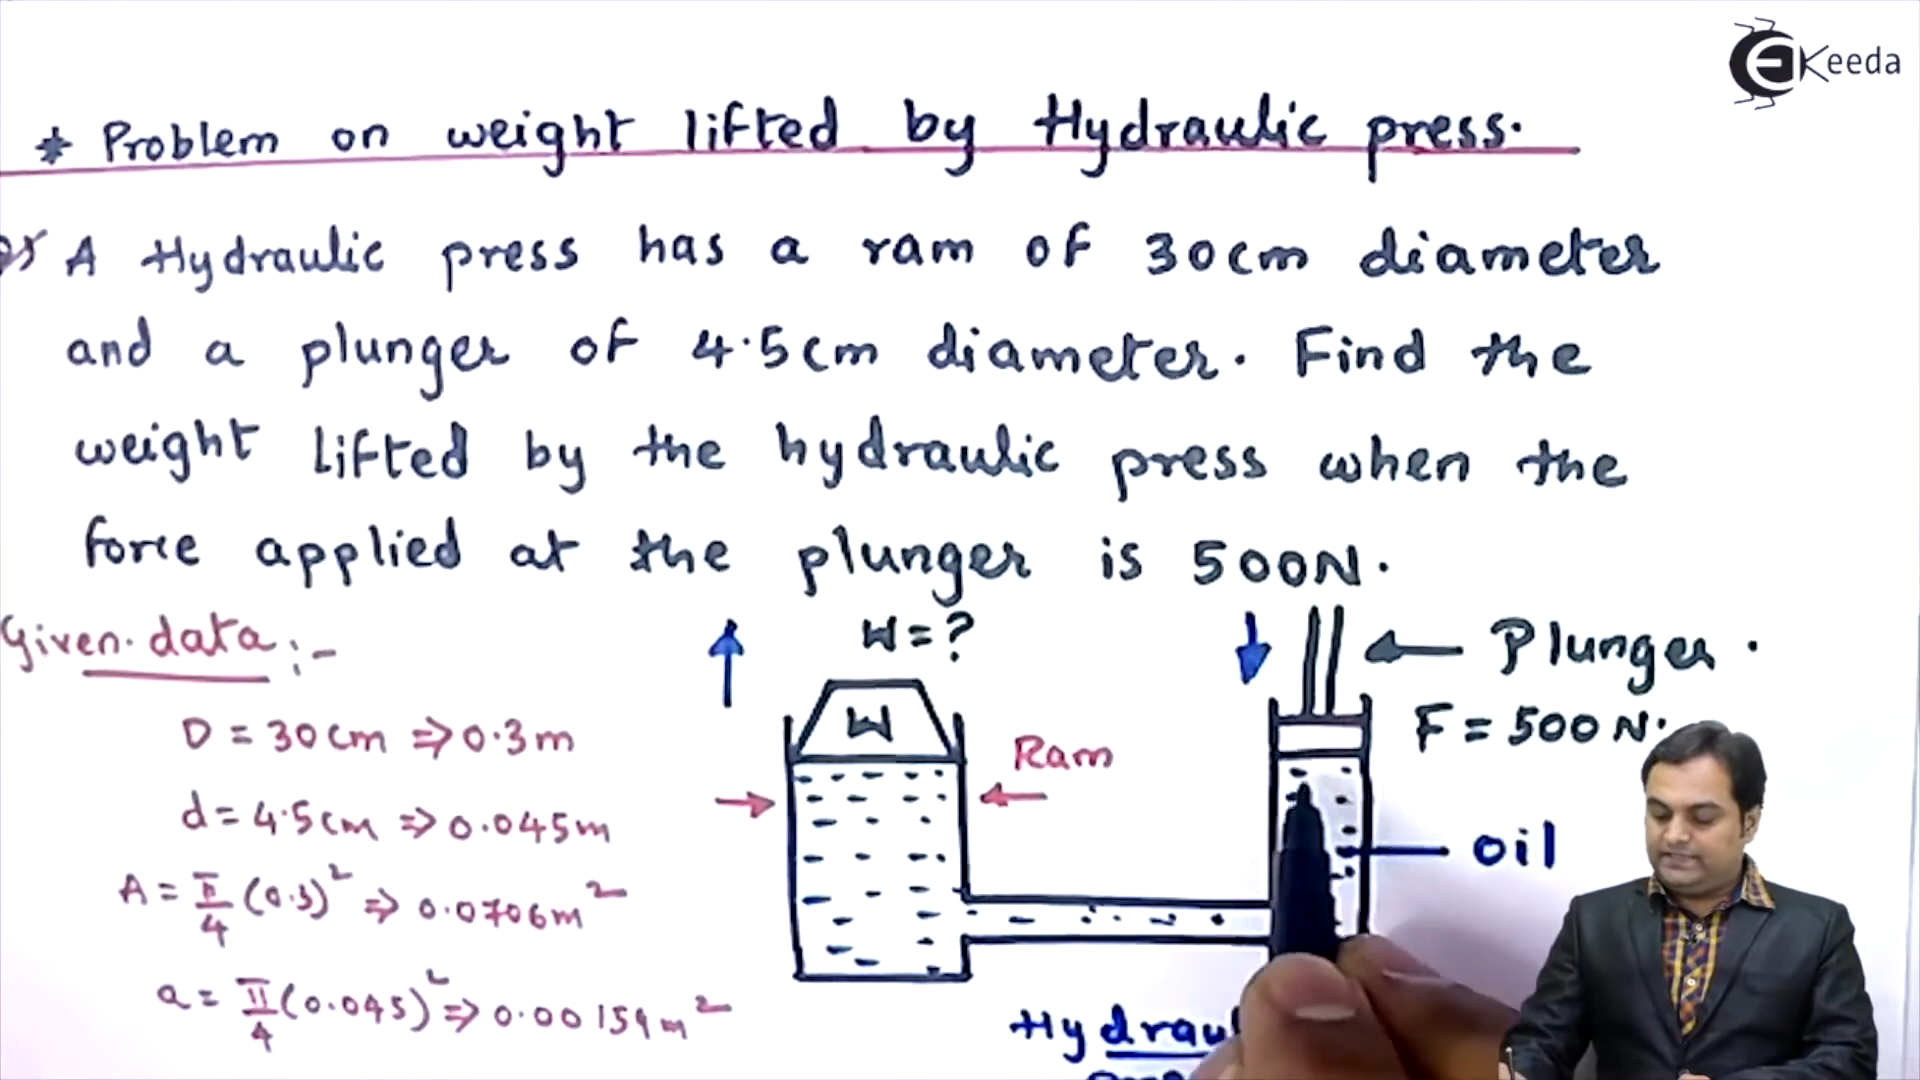 Keeda
* Problem on weight lifted by Hydraulic press.
A Hydraulic press has a ram of 30cm diameter
and a plunger of 4.5cm diameter. Find the
weight lifted by the hydraulic press when the
force applied at the plunger is 500N.
Given data :-
D = 30cm ⇒ 0.3m
d = 4.5cm ⇒ 0.045m
A = π/4 (0.3)² ⇒ 0.0706m²
a = π/4 (0.045)² ⇒ 0.00159m²
W = ?
W
Ram
Plunger.
F = 500N.
oil